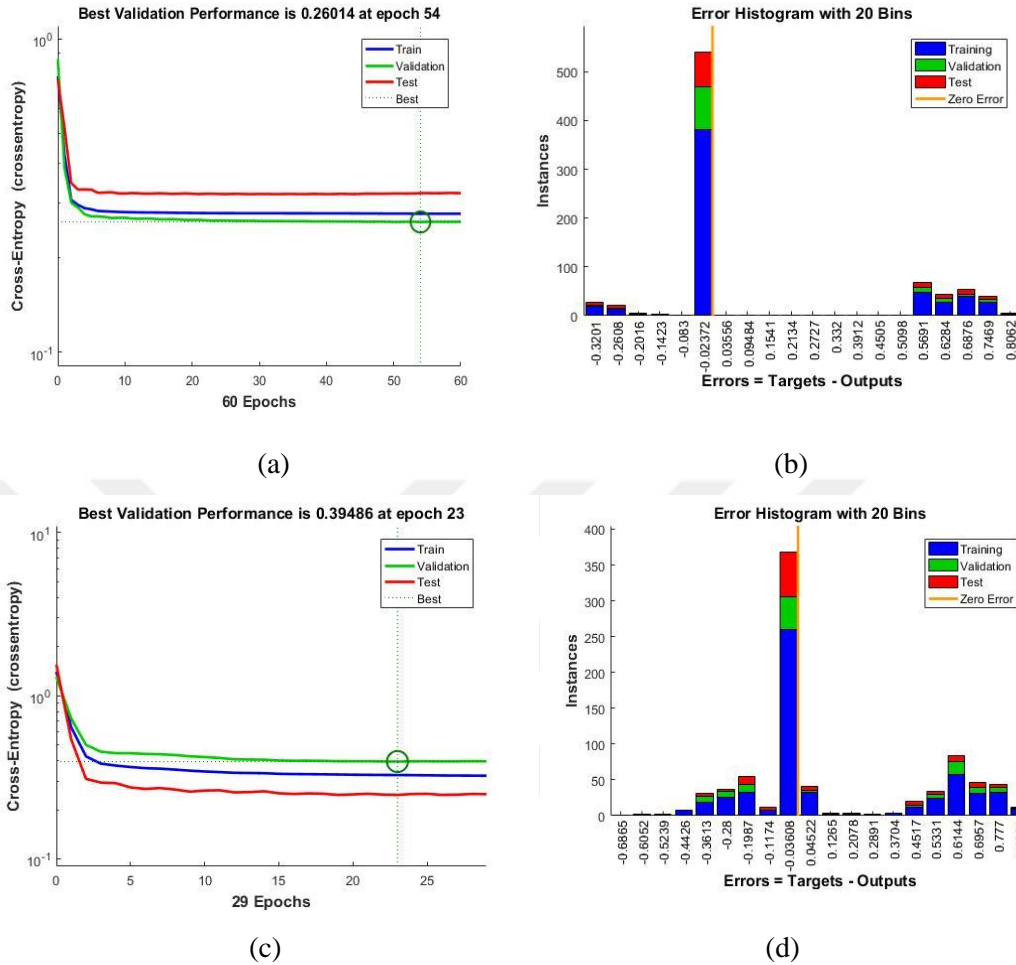 Best Validation Performance is 0.26014 at epoch 54
Cross-Entropy (crossentropy)
10^0
10^-1
Train
Validation
Test
Best
0 10 20 30 40 50 60
60 Epochs
(a)
Error Histogram with 20 Bins
Instances
500
400
300
200
100
0
Training
Validation
Test
Zero Error
-0.3201
-0.2608
-0.2016
-0.1423
-0.083
-0.02372
0.03556
0.09484
0.1541
0.2134
0.2727
0.332
0.3912
0.4505
0.5098
0.5691
0.6284
0.6876
0.7469
0.8062
Errors = Targets - Outputs
(b)
Best Validation Performance is 0.39486 at epoch 23
Cross-Entropy (crossentropy)
10^1
10^0
10^-1
Train
Validation
Test
Best
0 5 10 15 20 25
29 Epochs
(c)
Error Histogram with 20 Bins
Instances
400
350
300
250
200
150
100
50
0
Training
Validation
Test
Zero Error
-0.6865
-0.6052
-0.5239
-0.4426
-0.3613
-0.28
-0.1987
-0.1174
-0.03608
0.04522
0.1265
0.2078
0.2891
0.3704
0.4517
0.5331
0.6144
0.6957
0.777
Errors = Targets - Outputs
(d)